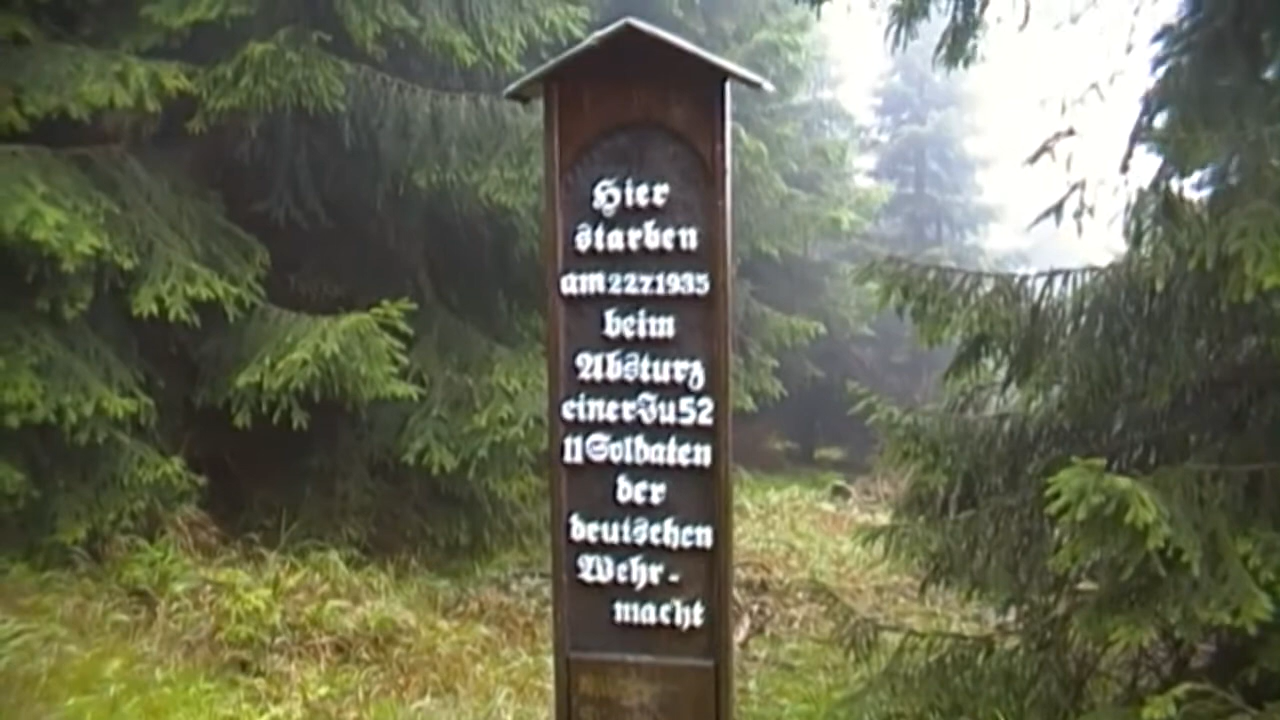 Hier
starben
am 22.7.1935
beim
Absturz
einer Ju 52
11 Soldaten
der
deutschen
Wehr-
macht